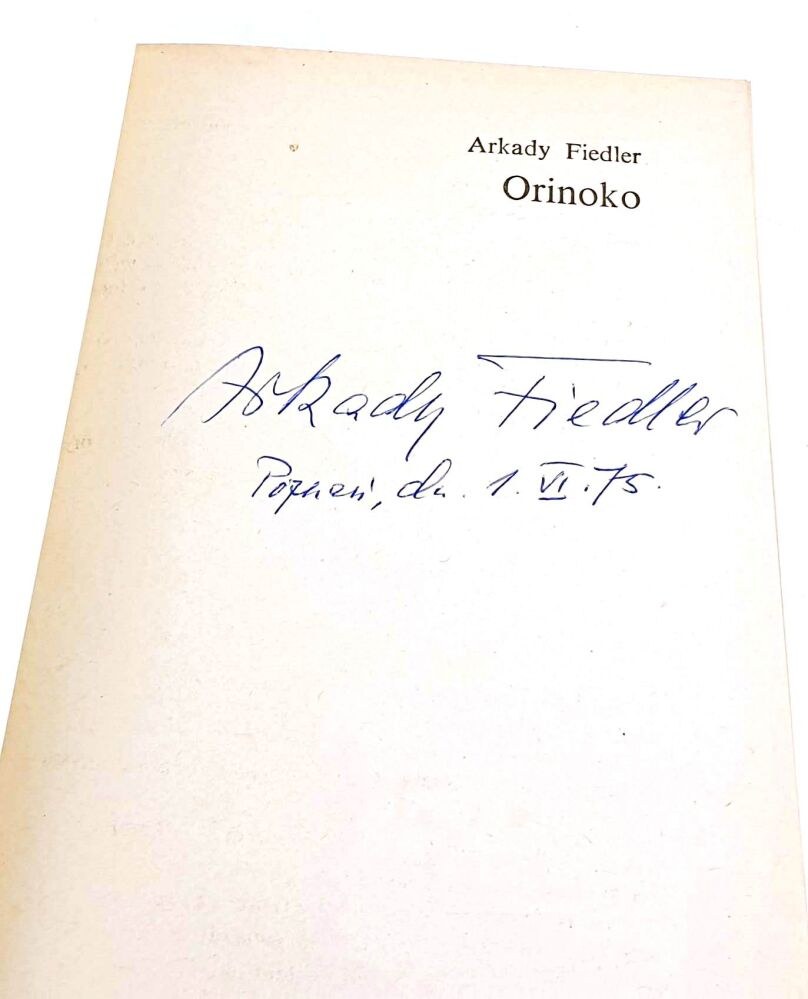 Arkady Fiedler
Orinoko
Arkady Fiedler
Poznań, dn. 1. VI. 75.